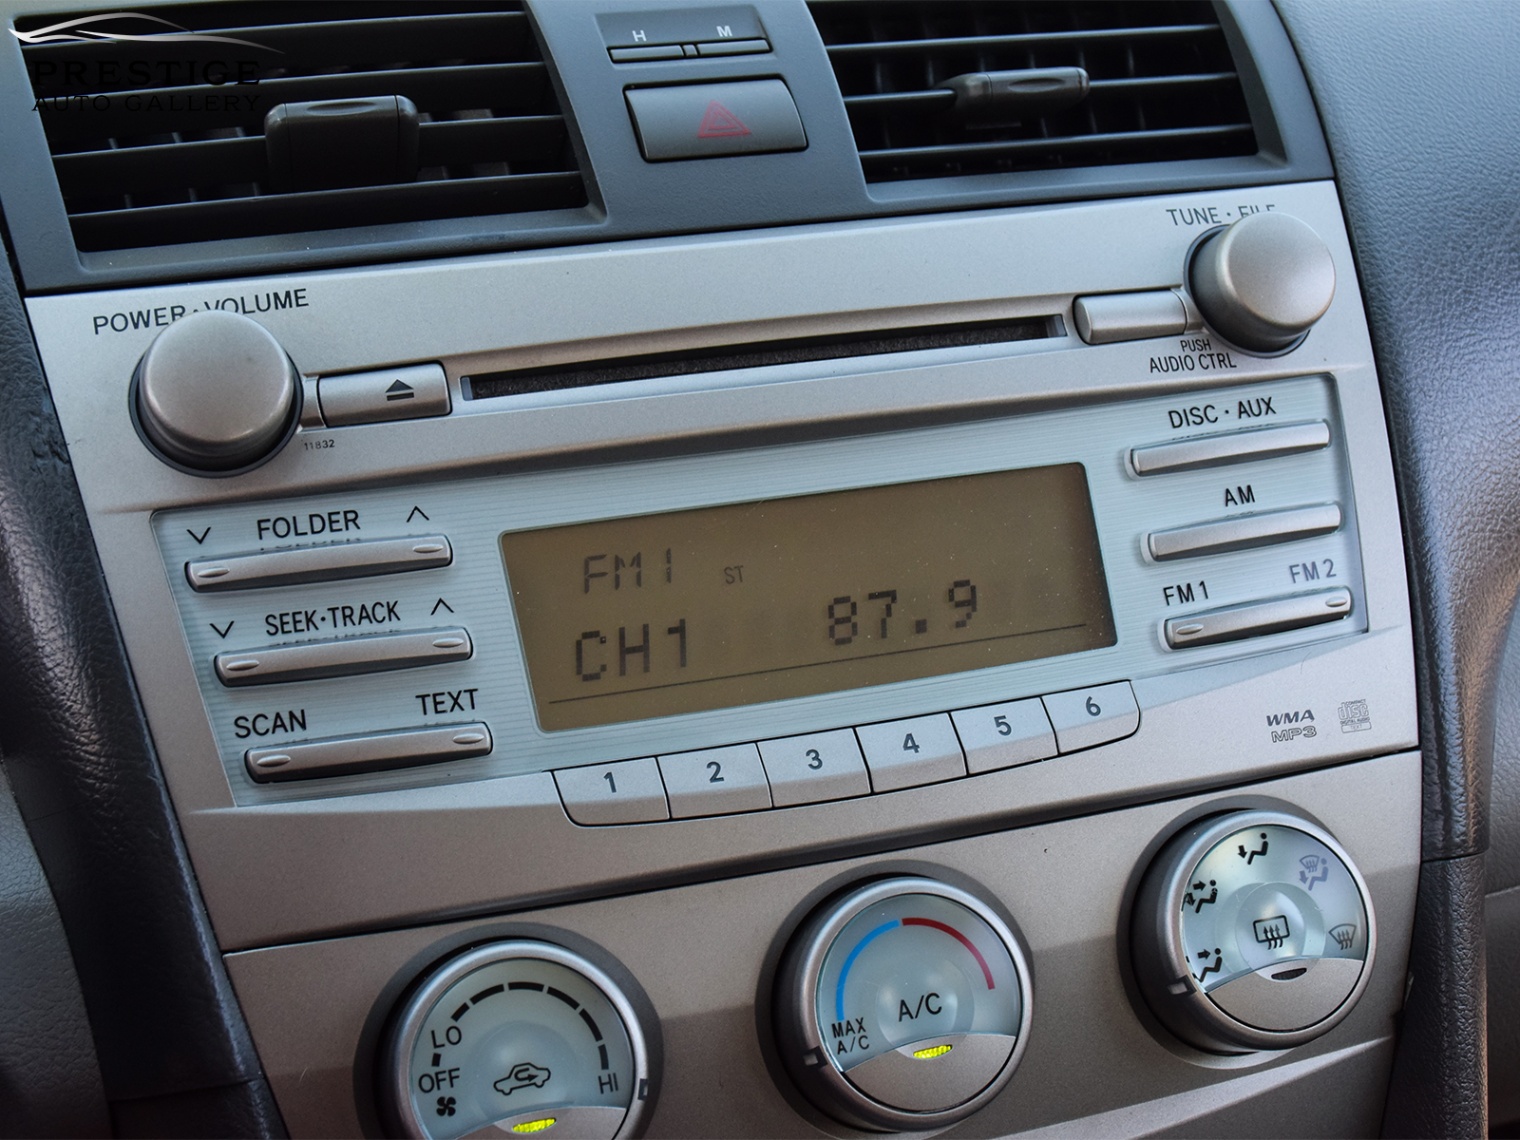 PRESTIGE
AUTO GALLERY
H M
TUNE · FILE
POWER · VOLUME
PUSH
AUDIO CTRL
11832
DISC · AUX
AM
FM1 FM2
FOLDER
SEEK·TRACK
SCAN TEXT
FM1 ST
CH1 87.9
1 2 3 4 5 6
WMA
MP3
disc
LO
OFF HI
MAX
A/C
A/C